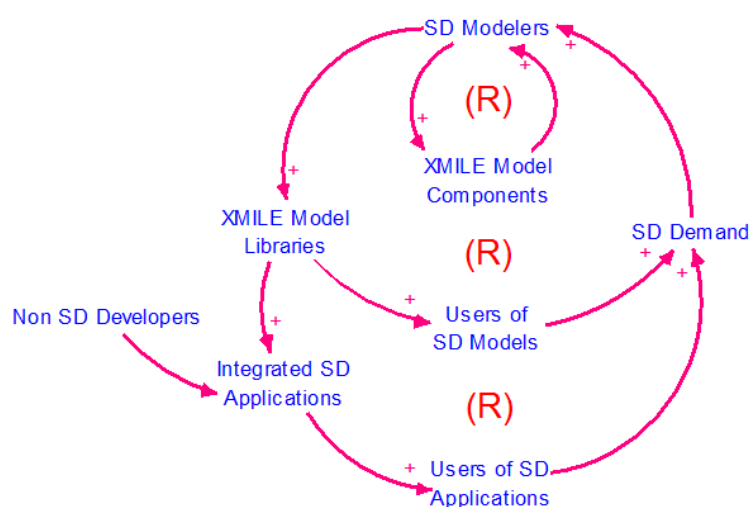 SD Modelers
+
+
(R)
+
XMILE Model
Components
+
XMILE Model
Libraries
SD Demand
(R)
+
+
+
Users of
SD Models
Non SD Developers
+
Integrated SD
Applications
(R)
+
Users of SD
Applications